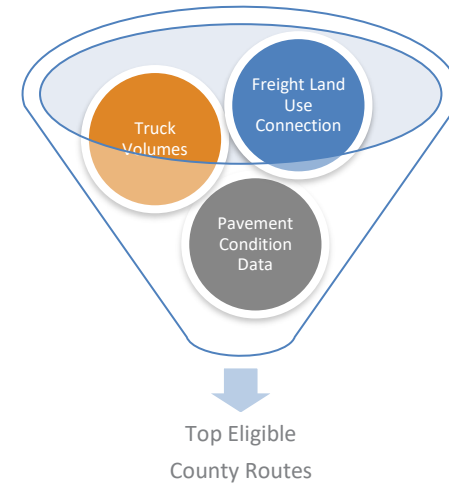 Freight Land
Use
Connection
Truck
Volumes
Pavement
Condition
Data
Top Eligible
County Routes